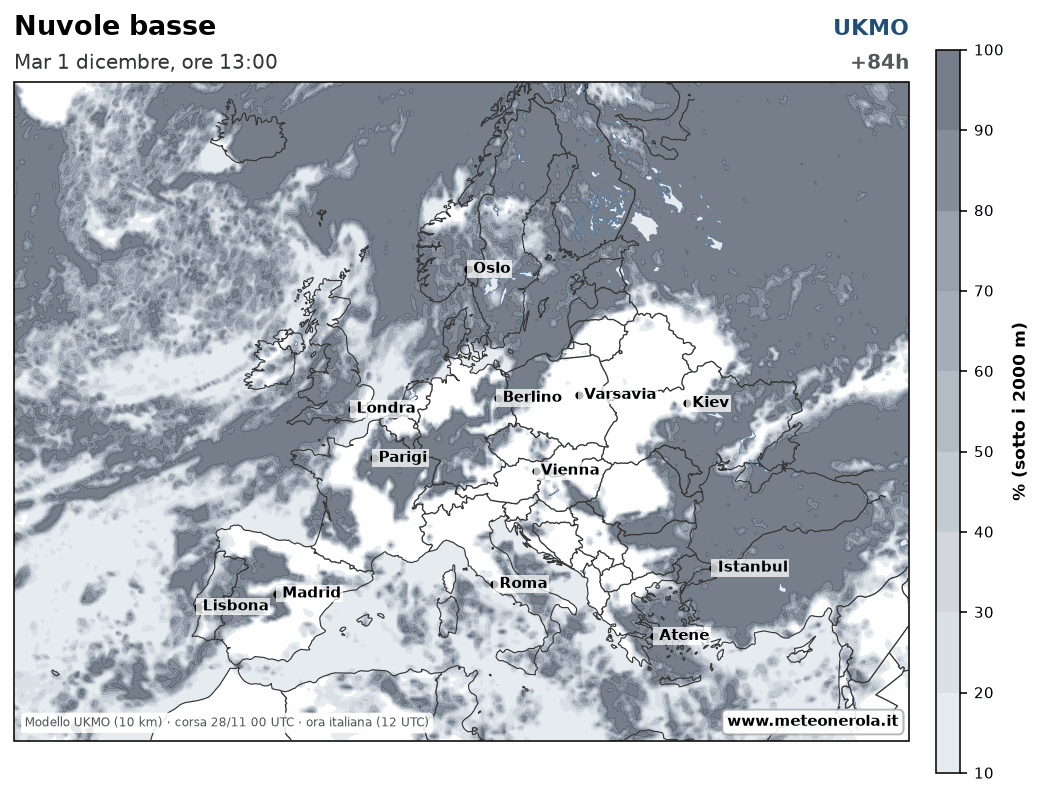 Nuvole basse
UKMO
Mar 1 dicembre, ore 13:00
+84h
100
90
80
70
60
50
40
30
20
10
% (sotto i 2000 m)
Oslo
Londra
Berlino
Varsavia
Kiev
Parigi
Vienna
Istanbul
Roma
Madrid
Lisbona
Atene
Modello UKMO (10 km) · corsa 28/11 00 UTC · ora italiana (12 UTC)
www.meteonerola.it